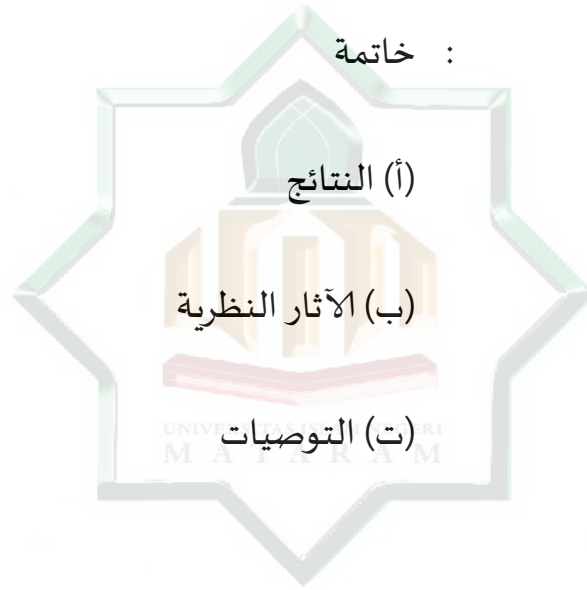 : خاتمة
(أ) النتائج
(ب) الآثار النظرية
(ت) التوصيات
UNIVERSITAS ISLAM NEGERI
MATARAM